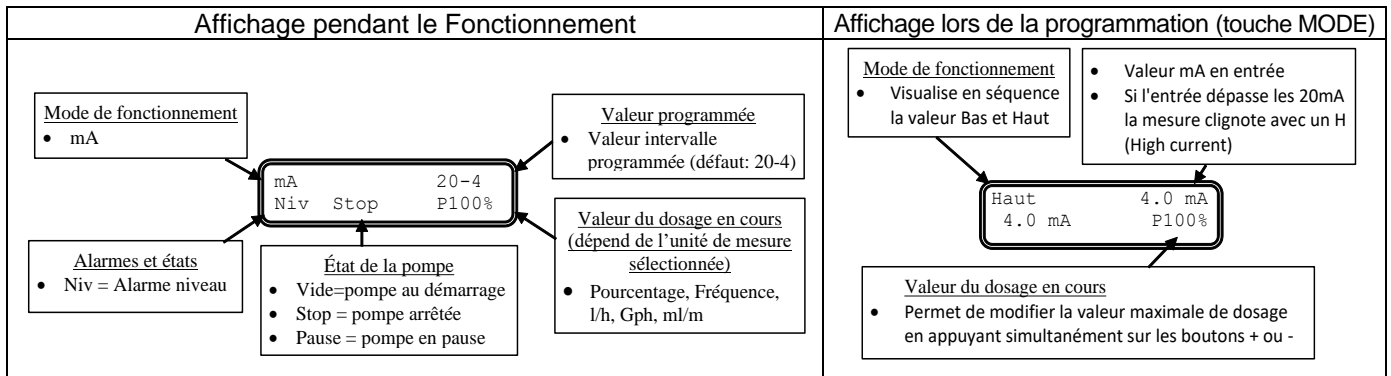 Affichage pendant le Fonctionnement
Mode de fonctionnement
• mA
Valeur programmée
• Valeur intervalle
programmée (défaut: 20-4)
mA 20-4
Niv Stop P100%
Alarmes et états
• Niv = Alarme niveau
État de la pompe
• Vide=pompe au démarrage
• Stop = pompe arrêtée
• Pause = pompe en pause
Valeur du dosage en cours
(dépend de l’unité de mesure
sélectionnée)
• Pourcentage, Fréquence,
l/h, Gph, ml/m
Affichage lors de la programmation (touche MODE)
Mode de fonctionnement
• Visualise en séquence
la valeur Bas et Haut
• Valeur mA en entrée
• Si l'entrée dépasse les 20mA
la mesure clignote avec un H
(High current)
Haut 4.0 mA
4.0 mA P100%
Valeur du dosage en cours
• Permet de modifier la valeur maximale de dosage
en appuyant simultanément sur les boutons + ou -